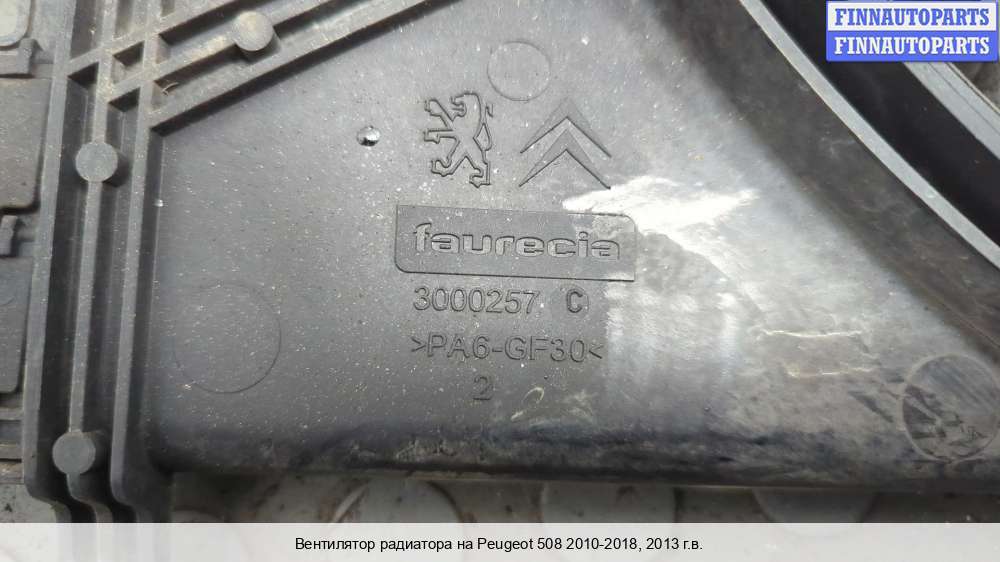 FINNAUTOPARTS
FINNAUTOPARTS
faurecia
3000257 C
>PA6-GF30<
2
Вентилятор радиатора на Peugeot 508 2010-2018, 2013 г.в.